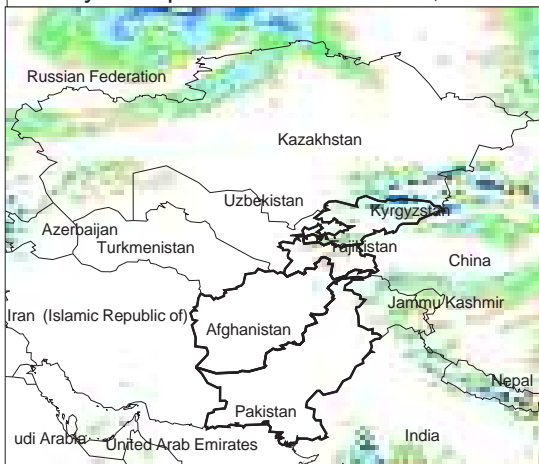 Russian Federation
Kazakhstan
Uzbekistan
Kyrgyzstan
Azerbaijan
Turkmenistan
Tajikistan
China
Jammu Kashmir
Iran (Islamic Republic of)
Afghanistan
Nepal
Pakistan
udi Arabia
United Arab Emirates
India